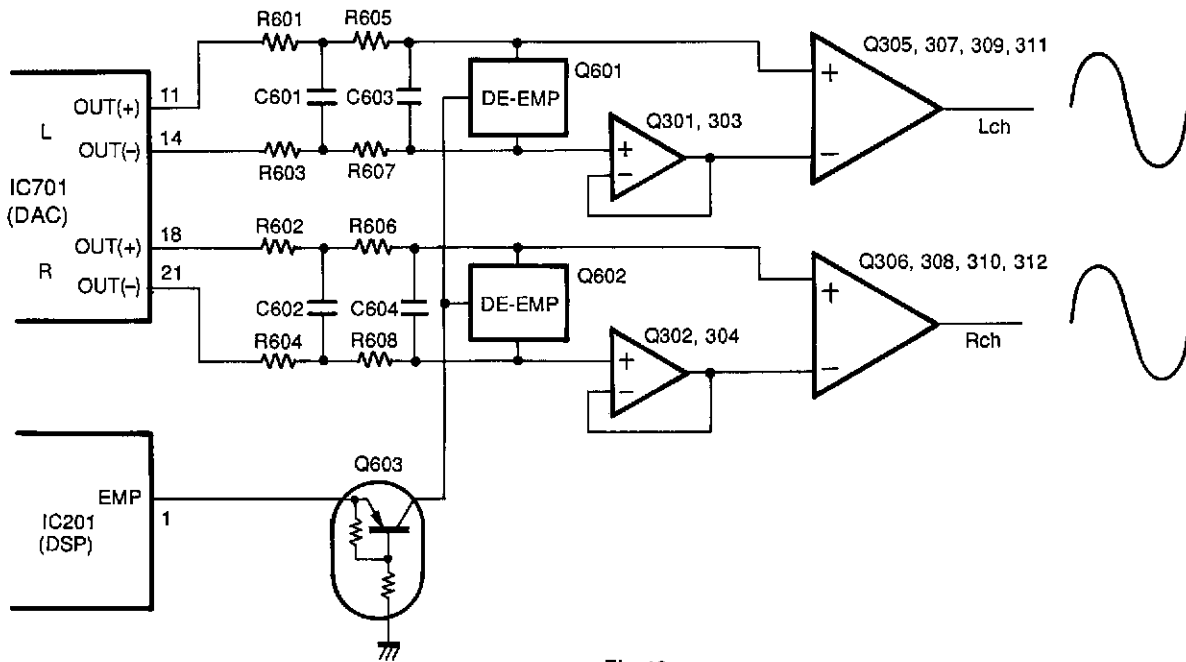 R601 R605
Q305, 307, 309, 311
Q601
+
11
OUT(+)
C601 C603
DE-EMP
L
Q301, 303
Lch
14
OUT(–)
+
–
–
R603 R607
IC701
(DAC)
R602 R606
18
OUT(+)
Q602
Q306, 308, 310, 312
R
21
OUT(–)
+
C602 C604
DE-EMP
Q302, 304
Rch
R604 R608
+
–
–
Q603
EMP
1
IC201
(DSP)